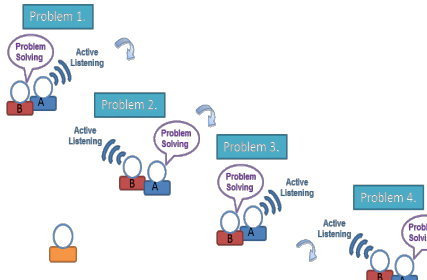 Problem 1.
Problem
Solving
Active
Listening
B
A
Problem 2.
Active
Listening
Problem
Solving
B
A
Problem 3.
Problem
Solving
Active
Listening
B
A
Problem 4.
Active
Listening
B
A